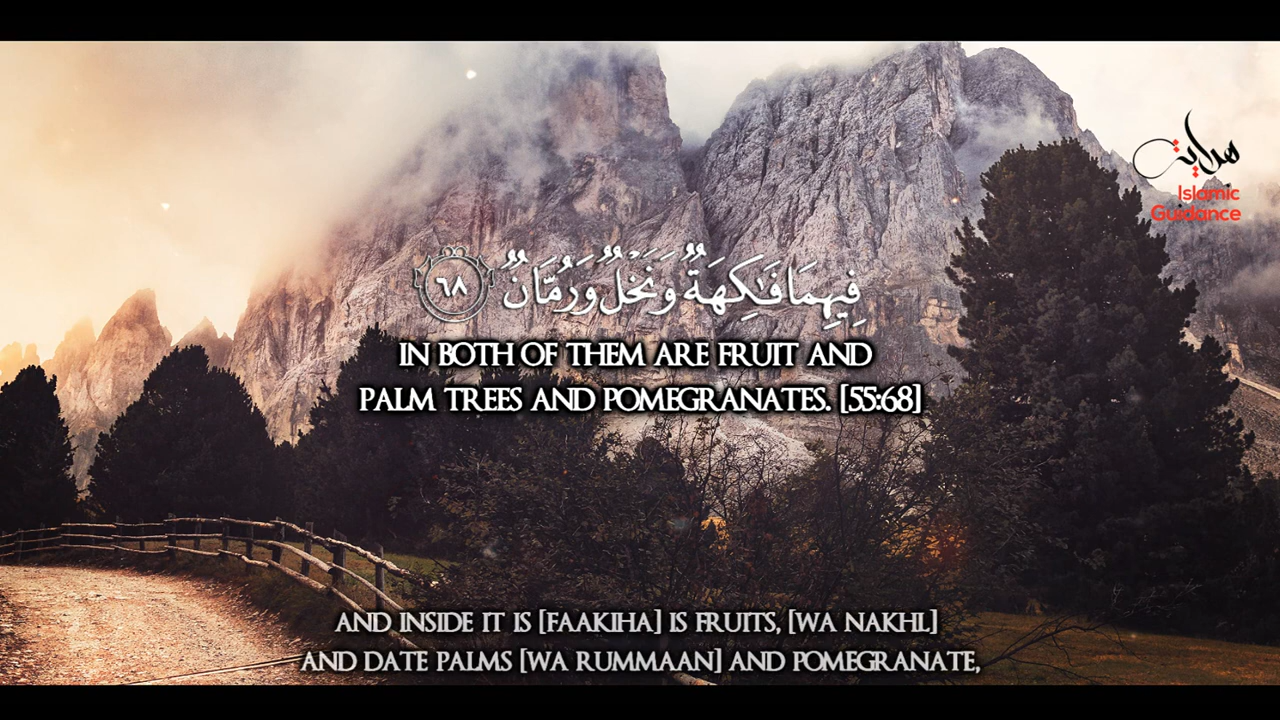 هداية
Islamic
Guidance
فِيهِمَا فَـٰكِهَةٌ وَنَخْلٌ وَرُمَّانٌ ٦٨
IN BOTH OF THEM ARE FRUIT AND
PALM TREES AND POMEGRANATES. [55:68]
AND INSIDE IT IS [FAAKIHA] IS FRUITS, [WA NAKHL]
AND DATE PALMS [WA RUMMAAN] AND POMEGRANATE,